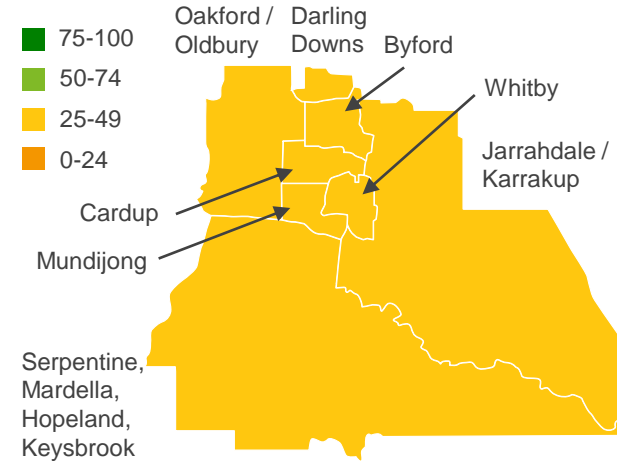 75-100
50-74
25-49
0-24
Oakford /
Oldbury
Darling
Downs
Byford
Whitby
Jarrahdale /
Karrakup
Cardup
Mundijong
Serpentine,
Mardella,
Hopeland,
Keysbrook